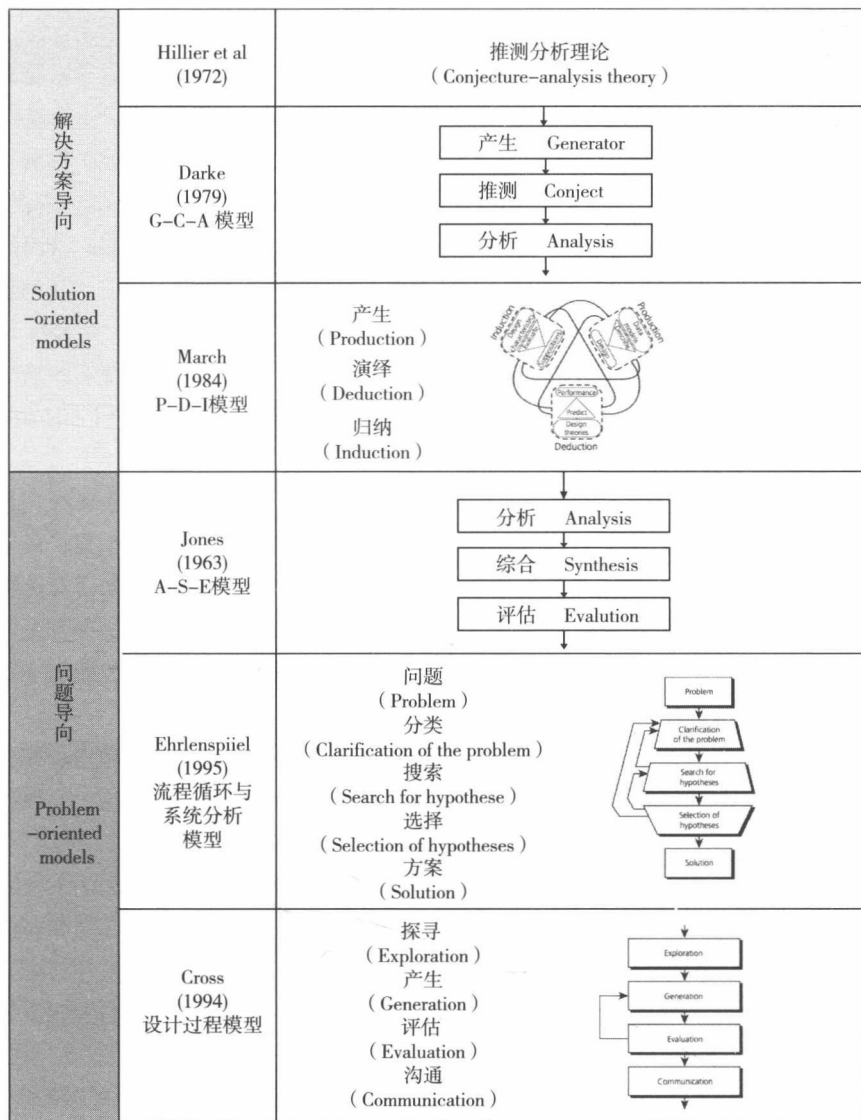 解决方案导向
Solution
-oriented
models
Hillier et al
(1972)
推测分析理论
（Conjecture-analysis theory）
Darke
(1979)
G-C-A 模型
产生 Generator
推测 Conject
分析 Analysis
March
(1984)
P-D-I模型
产生
（Production）
演绎
（Deduction）
归纳
（Induction）
Induction
Design
Production
Data
Design
Performance
Predict
Design
theories
Deduction
问题导向
Problem
-oriented
models
Jones
(1963)
A-S-E模型
分析 Analysis
综合 Synthesis
评估 Evalution
Ehrlenspiiel
(1995)
流程循环与
系统分析
模型
问题
（Problem）
分类
（Clarification of the problem）
搜索
（Search for hypothese）
选择
（Selection of hypotheses）
方案
（Solution）
Problem
Clarification
of the problem
Search for
hypotheses
Selection of
hypotheses
Solution
Cross
(1994)
设计过程模型
探寻
（Exploration）
产生
（Generation）
评估
（Evaluation）
沟通
（Communication）
Exploration
Generation
Evaluation
Communication